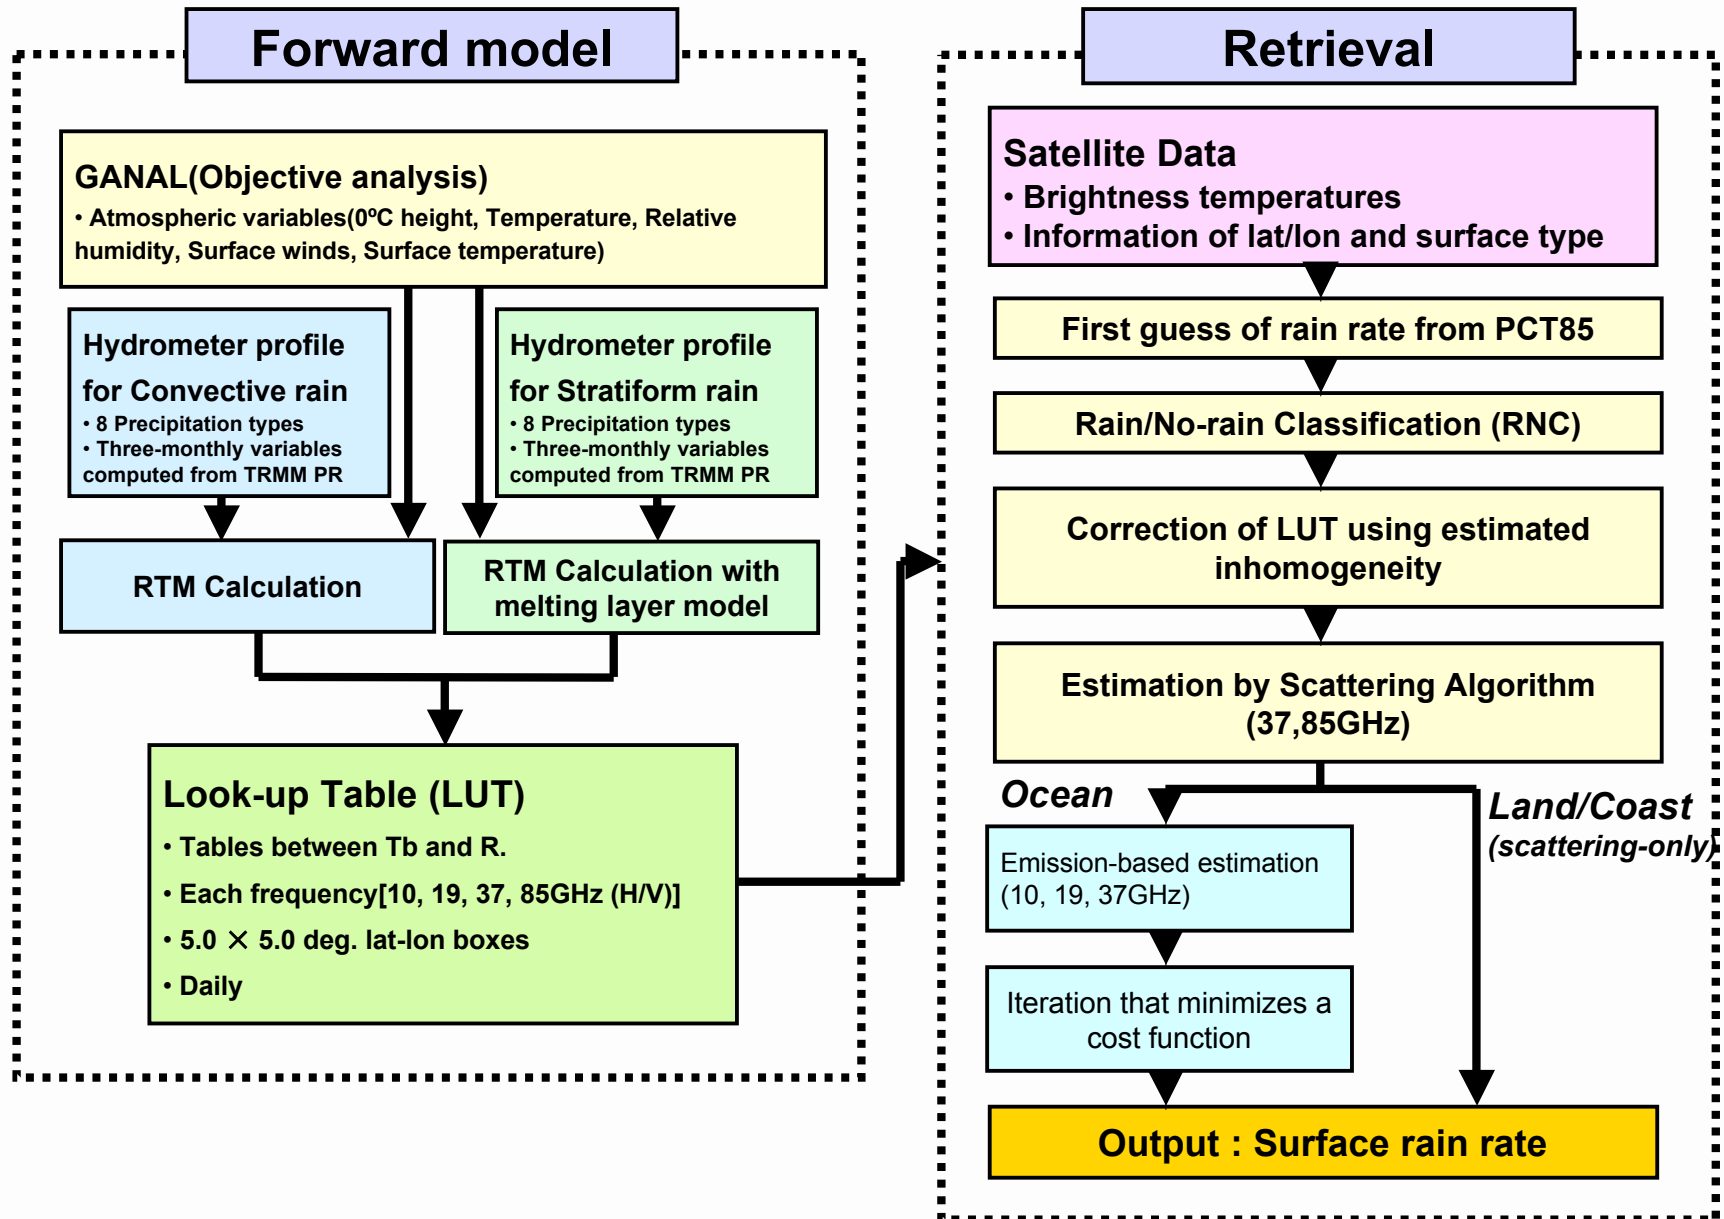 Forward model
GANAL(Objective analysis)
• Atmospheric variables(0ºC height, Temperature, Relative
humidity, Surface winds, Surface temperature)
Hydrometer profile
for Convective rain
• 8 Precipitation types
• Three-monthly variables
computed from TRMM PR
Hydrometer profile
for Stratiform rain
• 8 Precipitation types
• Three-monthly variables
computed from TRMM PR
RTM Calculation
RTM Calculation with
melting layer model
Look-up Table (LUT)
• Tables between Tb and R.
• Each frequency[10, 19, 37, 85GHz (H/V)]
• 5.0 × 5.0 deg. lat-lon boxes
• Daily
Retrieval
Satellite Data
• Brightness temperatures
• Information of lat/lon and surface type
First guess of rain rate from PCT85
Rain/No-rain Classification (RNC)
Correction of LUT using estimated
inhomogeneity
Estimation by Scattering Algorithm
(37,85GHz)
Ocean
Land/Coast
(scattering-only)
Emission-based estimation
(10, 19, 37GHz)
Iteration that minimizes a
cost function
Output : Surface rain rate